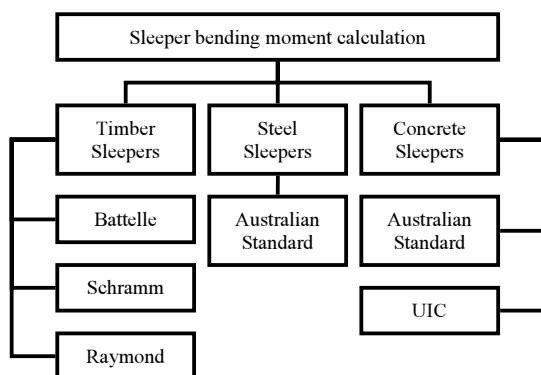 Sleeper bending moment calculation
Timber
Sleepers
Steel
Sleepers
Concrete
Sleepers
Battelle
Schramm
Raymond
Australian
Standard
Australian
Standard
UIC